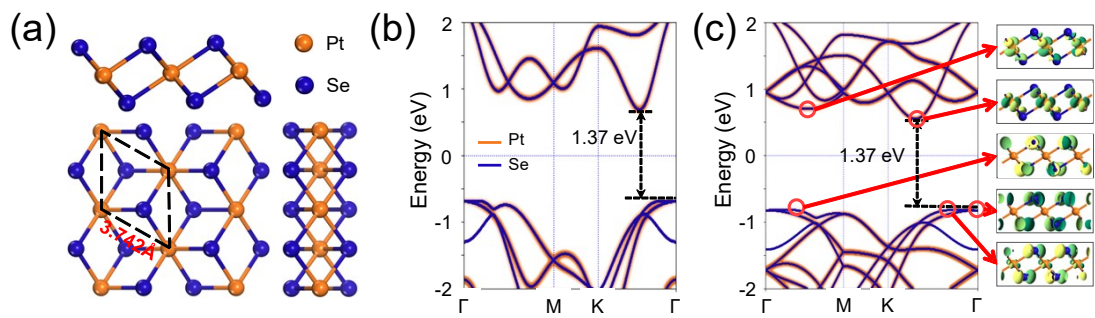 (a)
Pt
Se
3.742Å
(b)
Energy (eV)
2
1
0
-1
-2
1.37 eV
Pt
Se
Γ
M
K
Γ
(c)
Energy (eV)
2
1
0
-1
-2
1.37 eV
Γ
M
K
Γ